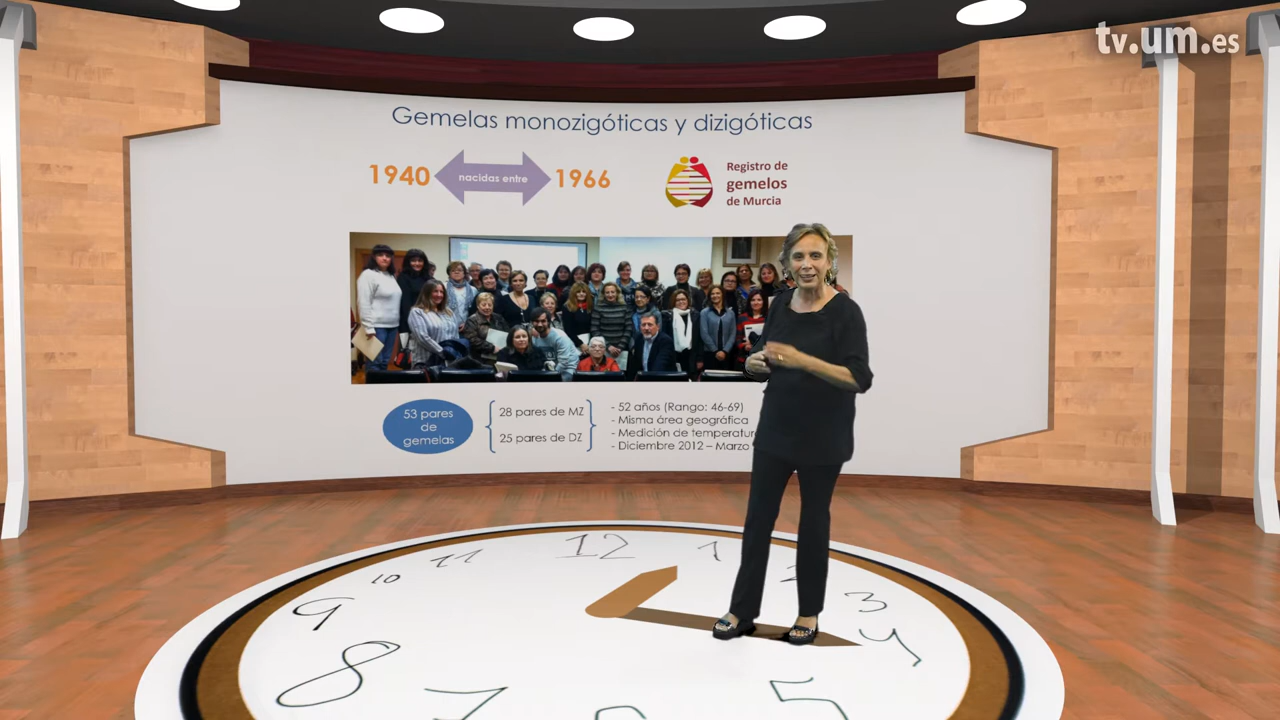 tv.um.es
Gemelas monozigóticas y dizigóticas
1940
nacidas entre
1966
Registro de
gemelos
de Murcia
53 pares
de
gemelas
28 pares de MZ
25 pares de DZ
- 52 años (Rango: 46-69)
- Misma área geográfica
- Medición de temperatur
- Diciembre 2012 – Marzo
12
1
2
3
4
5
6
7
8
9
10
11